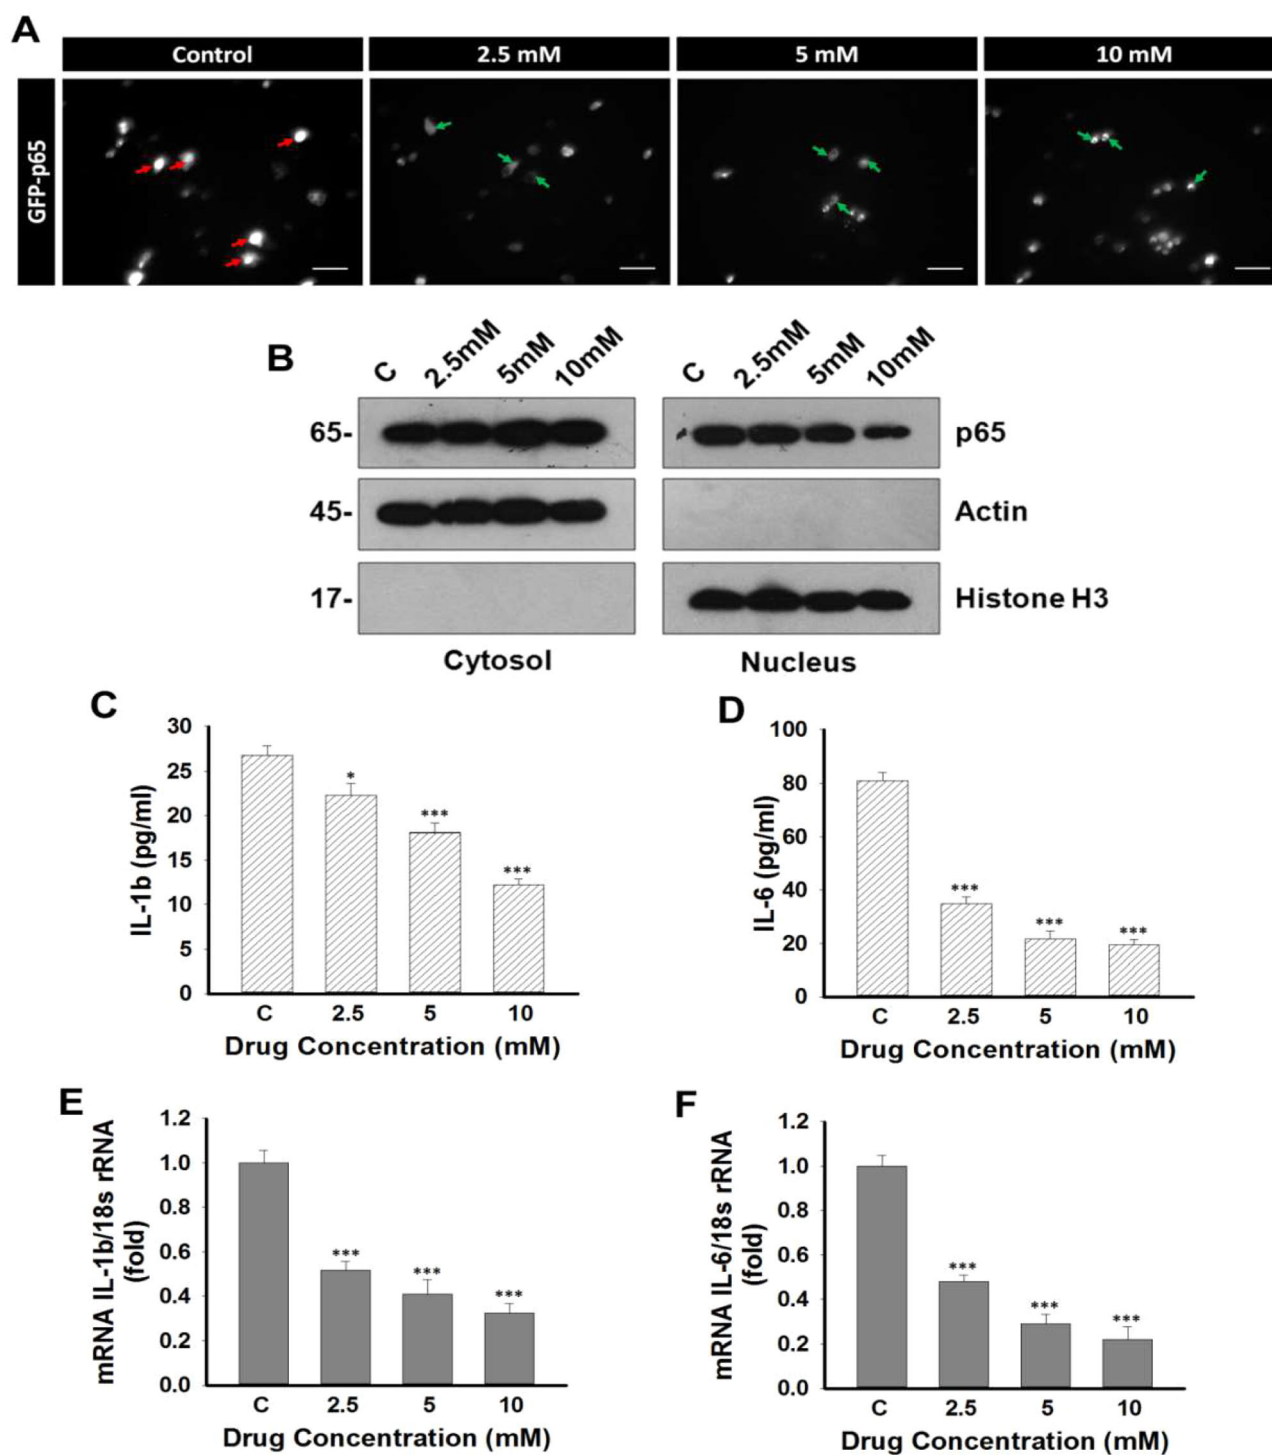 A
Control
2.5 mM
5 mM
10 mM
GFP-p65
B
C 2.5mM 5mM 10mM
C 2.5mM 5mM 10mM
65-
p65
45-
Actin
17-
Histone H3
Cytosol
Nucleus
C
30
25
20
15
10
5
0
IL-1b (pg/ml)
*
***
***
C 2.5 5 10
Drug Concentration (mM)
D
100
80
60
40
20
0
IL-6 (pg/ml)
***
***
***
C 2.5 5 10
Drug Concentration (mM)
E
1.2
1.0
0.8
0.6
0.4
0.2
0.0
mRNA IL-1b/18s rRNA
(fold)
***
***
***
C 2.5 5 10
Drug Concentration (mM)
F
1.2
1.0
0.8
0.6
0.4
0.2
0.0
mRNA IL-6/18s rRNA
(fold)
***
***
***
C 2.5 5 10
Drug Concentration (mM)